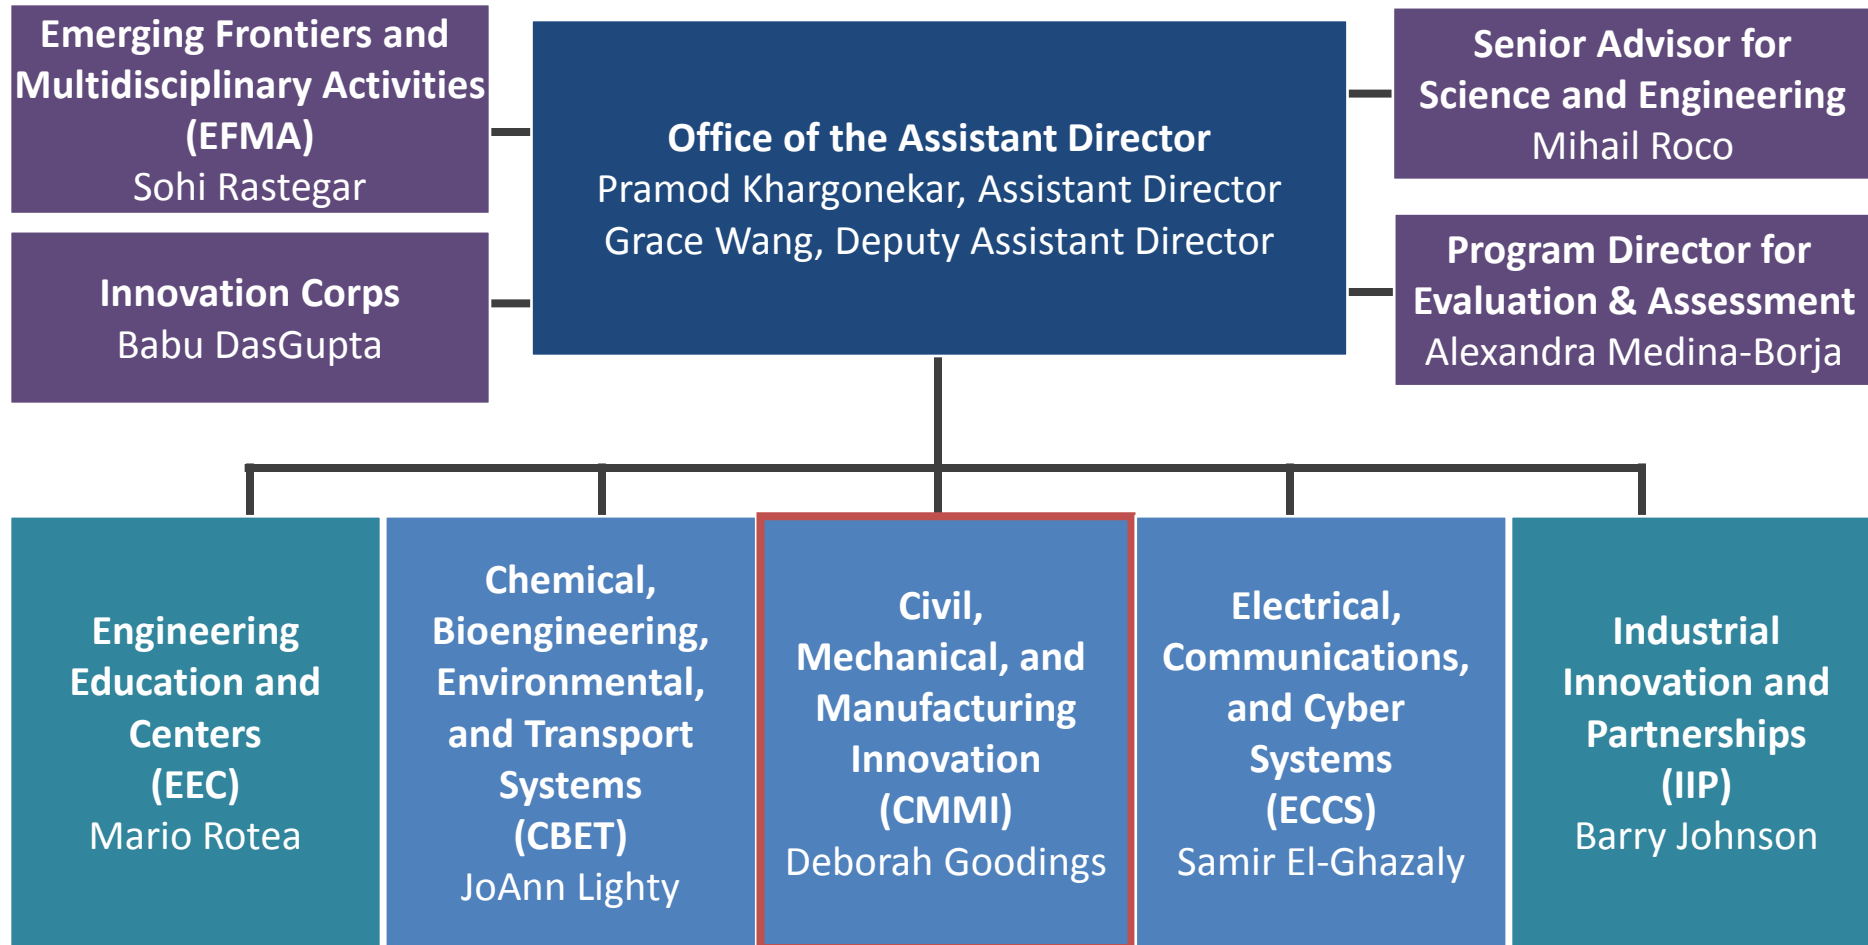 Emerging Frontiers and
Multidisciplinary Activities
(EFMA)
Sohi Rastegar
Innovation Corps
Babu DasGupta
Office of the Assistant Director
Pramod Khargonekar, Assistant Director
Grace Wang, Deputy Assistant Director
Senior Advisor for
Science and Engineering
Mihail Roco
Program Director for
Evaluation & Assessment
Alexandra Medina-Borja
Engineering
Education and
Centers
(EEC)
Mario Rotea
Chemical,
Bioengineering,
Environmental,
and Transport
Systems
(CBET)
JoAnn Lighty
Civil,
Mechanical, and
Manufacturing
Innovation
(CMMI)
Deborah Goodings
Electrical,
Communications,
and Cyber
Systems
(ECCS)
Samir El-Ghazaly
Industrial
Innovation and
Partnerships
(IIP)
Barry Johnson